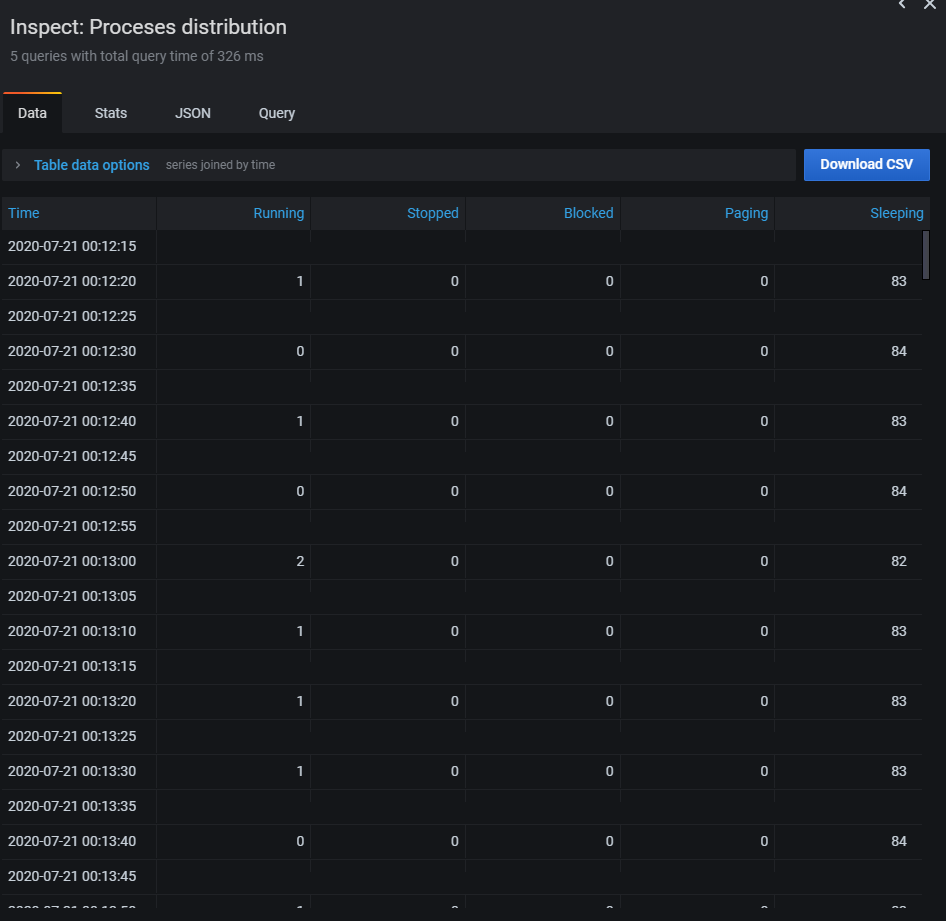 Inspect: Proceses distribution
5 queries with total query time of 326 ms
Data Stats JSON Query
Table data options series joined by time Download CSV
Time Running Stopped Blocked Paging Sleeping
2020-07-21 00:12:15
2020-07-21 00:12:20 1 0 0 0 83
2020-07-21 00:12:25
2020-07-21 00:12:30 0 0 0 0 84
2020-07-21 00:12:35
2020-07-21 00:12:40 1 0 0 0 83
2020-07-21 00:12:45
2020-07-21 00:12:50 0 0 0 0 84
2020-07-21 00:12:55
2020-07-21 00:13:00 2 0 0 0 82
2020-07-21 00:13:05
2020-07-21 00:13:10 1 0 0 0 83
2020-07-21 00:13:15
2020-07-21 00:13:20 1 0 0 0 83
2020-07-21 00:13:25
2020-07-21 00:13:30 1 0 0 0 83
2020-07-21 00:13:35
2020-07-21 00:13:40 0 0 0 0 84
2020-07-21 00:13:45